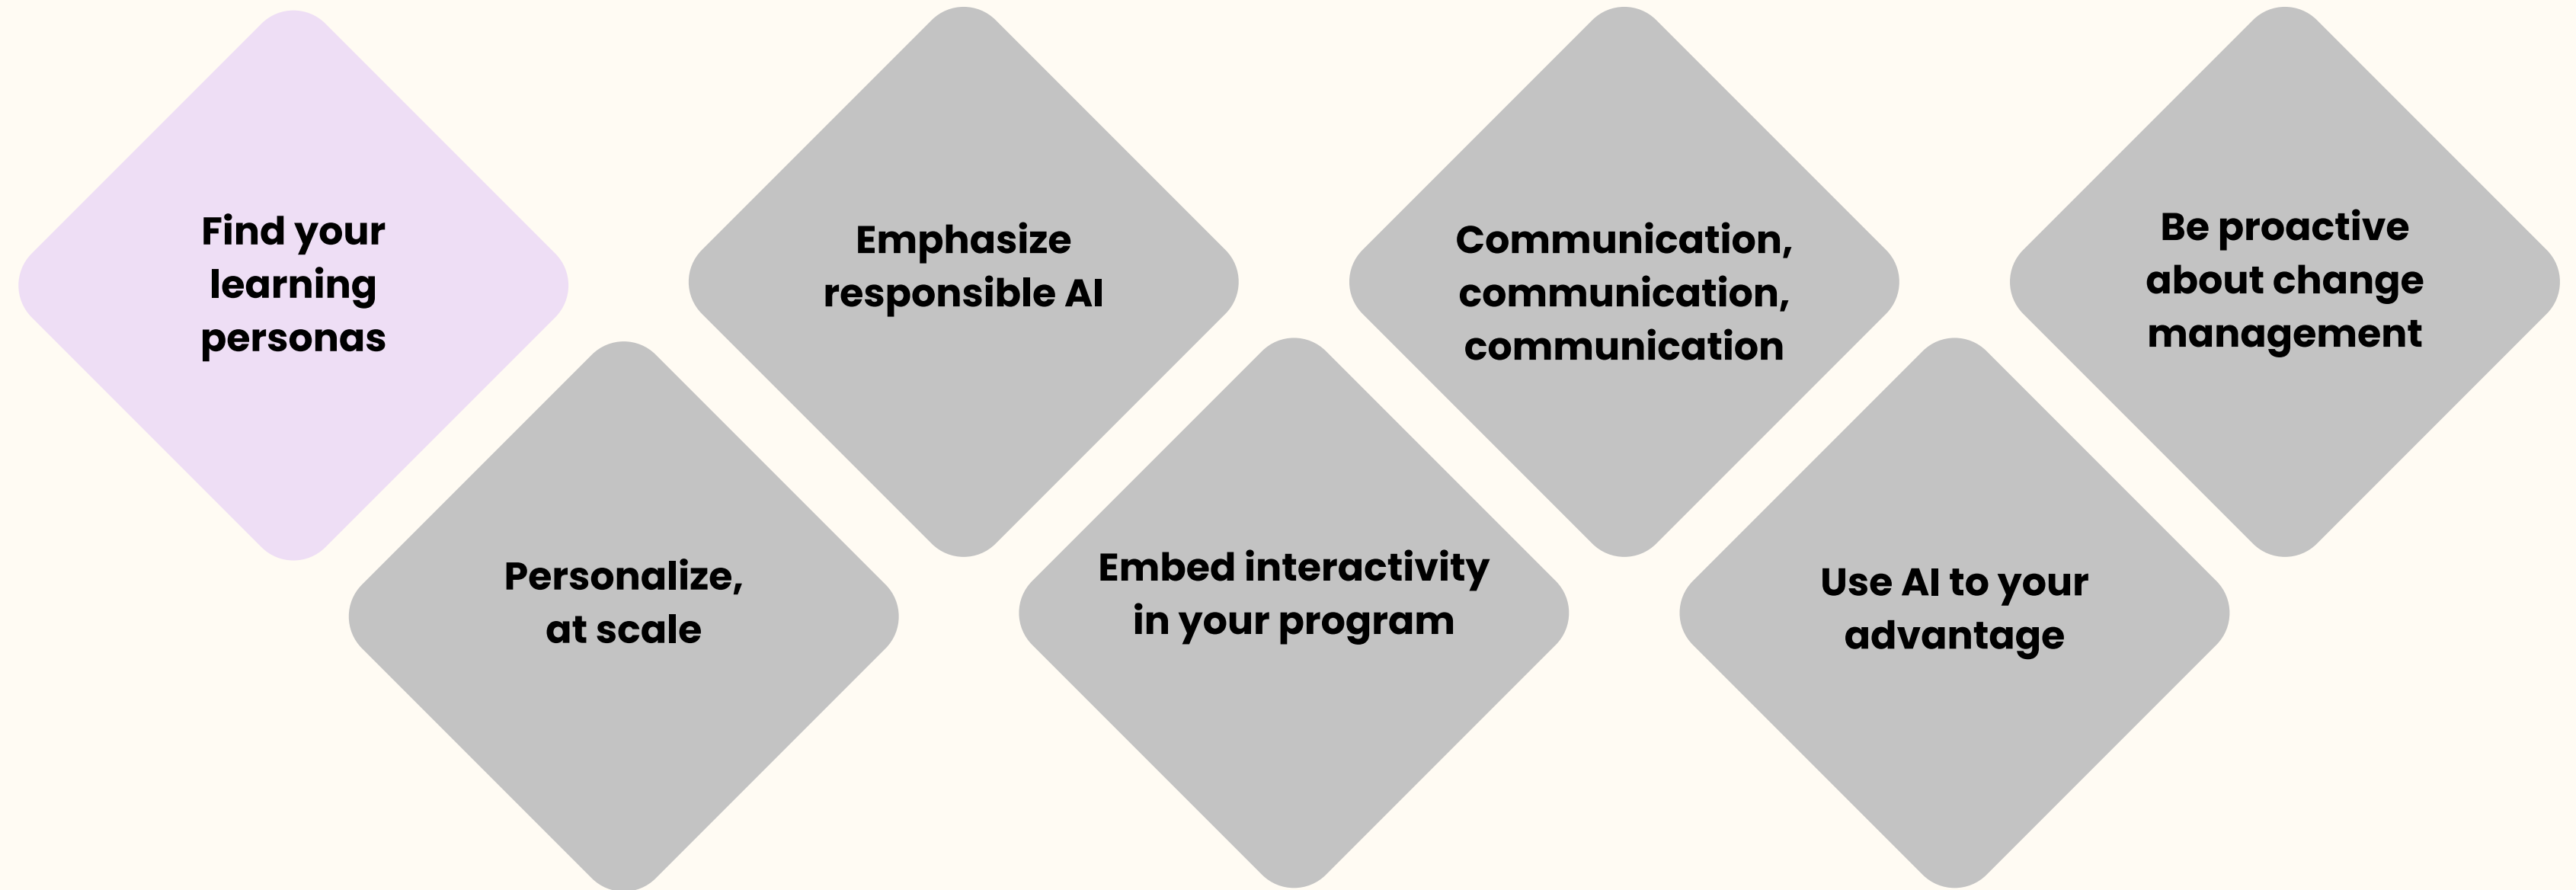 Find your
learning
personas
Personalize,
at scale
Emphasize
responsible AI
Embed interactivity
in your program
Communication,
communication,
communication
Use AI to your
advantage
Be proactive
about change
management